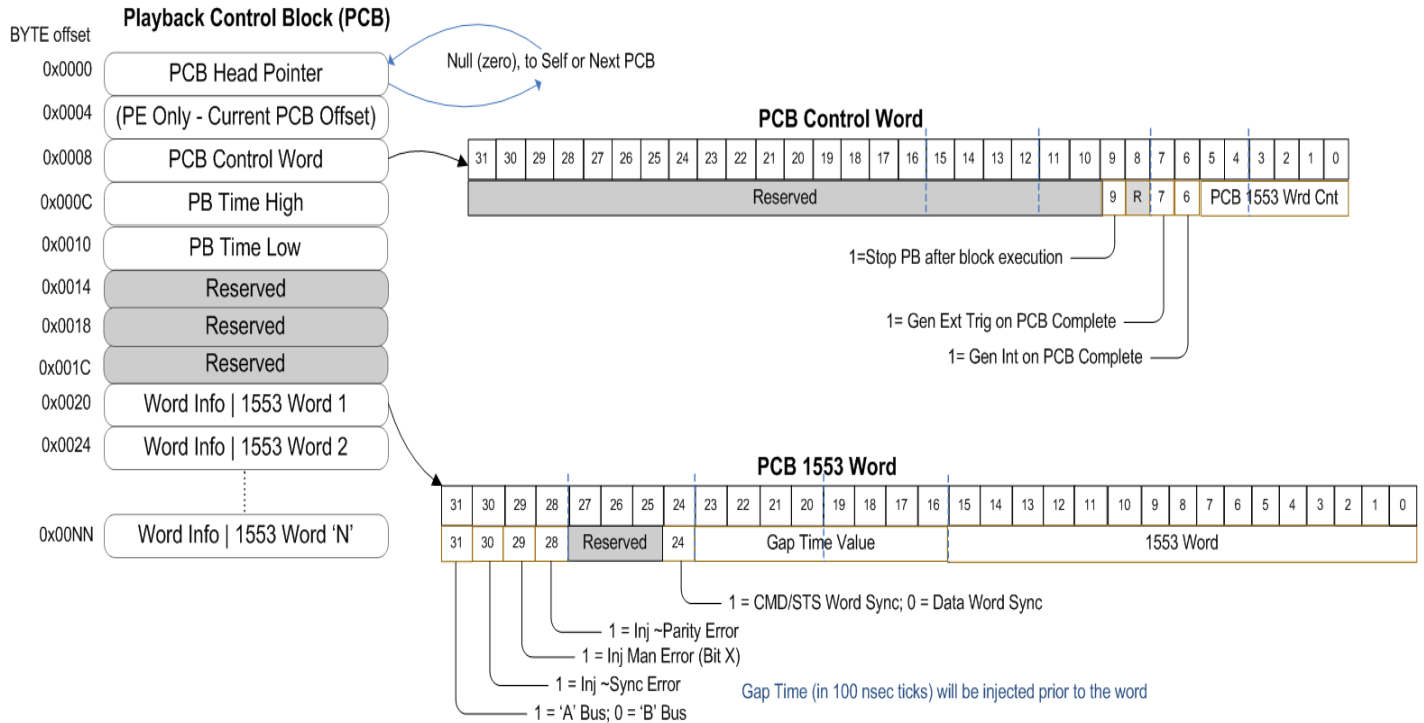 Playback Control Block (PCB)
BYTE offset
0x0000 PCB Head Pointer
Null (zero), to Self or Next PCB
0x0004 (PE Only - Current PCB Offset)
0x0008 PCB Control Word
0x000C PB Time High
0x0010 PB Time Low
0x0014 Reserved
0x0018 Reserved
0x001C Reserved
0x0020 Word Info | 1553 Word 1
0x0024 Word Info | 1553 Word 2
0x00NN Word Info | 1553 Word ‘N’
PCB Control Word
31 30 29 28 27 26 25 24 23 22 21 20 19 18 17 16 15 14 13 12 11 10 9 8 7 6 5 4 3 2 1 0
Reserved 9 R 7 6 PCB 1553 Wrd Cnt
1=Stop PB after block execution
1= Gen Ext Trig on PCB Complete
1= Gen Int on PCB Complete
PCB 1553 Word
31 30 29 28 27 26 25 24 23 22 21 20 19 18 17 16 15 14 13 12 11 10 9 8 7 6 5 4 3 2 1 0
31 30 29 28 Reserved 24 Gap Time Value 1553 Word
1 = CMD/STS Word Sync; 0 = Data Word Sync
1 = Inj ~Parity Error
1 = Inj Man Error (Bit X)
1 = Inj ~Sync Error
1 = ‘A’ Bus; 0 = ‘B’ Bus
Gap Time (in 100 nsec ticks) will be injected prior to the word